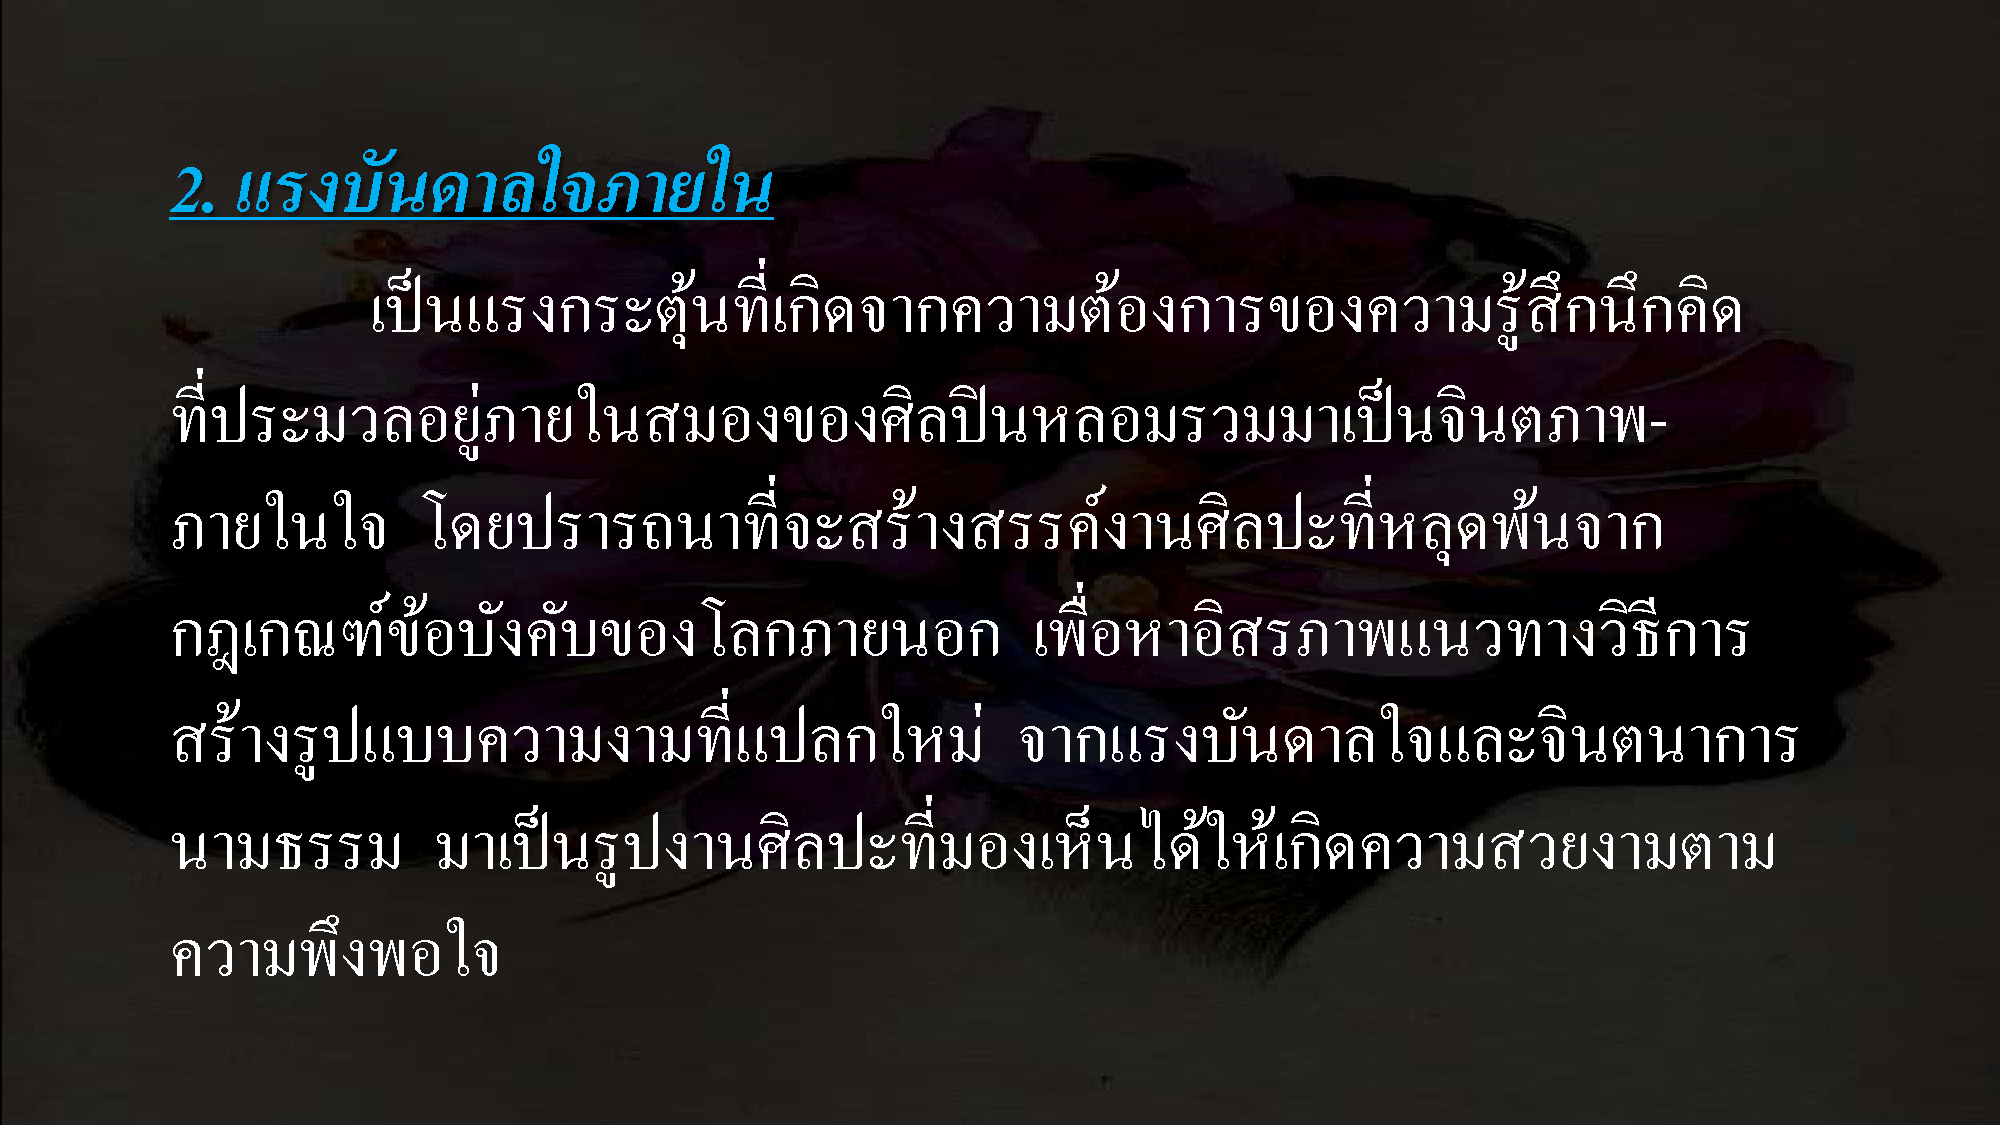 2. แรงบันดาลใจภายใน
เป็นแรงกระตุ้นที่เกิดจากความต้องการของความรู้สึกนึกคิด
ที่ประมวลอยู่ภายในสมองของศิลปินหลอมรวมมาเป็นจินตภาพ-
ภายในใจ โดยปรารถนาที่จะสร้างสรรค์งานศิลปะที่หลุดพ้นจาก
กฎเกณฑ์ข้อบังคับของโลกภายนอก เพื่อหาอิสรภาพแนวทางวิธีการ
สร้างรูปแบบความงามที่แปลกใหม่ จากแรงบันดาลใจและจินตนาการ
นามธรรม มาเป็นรูปงานศิลปะที่มองเห็นได้ให้เกิดความสวยงามตาม
ความพึงพอใจ